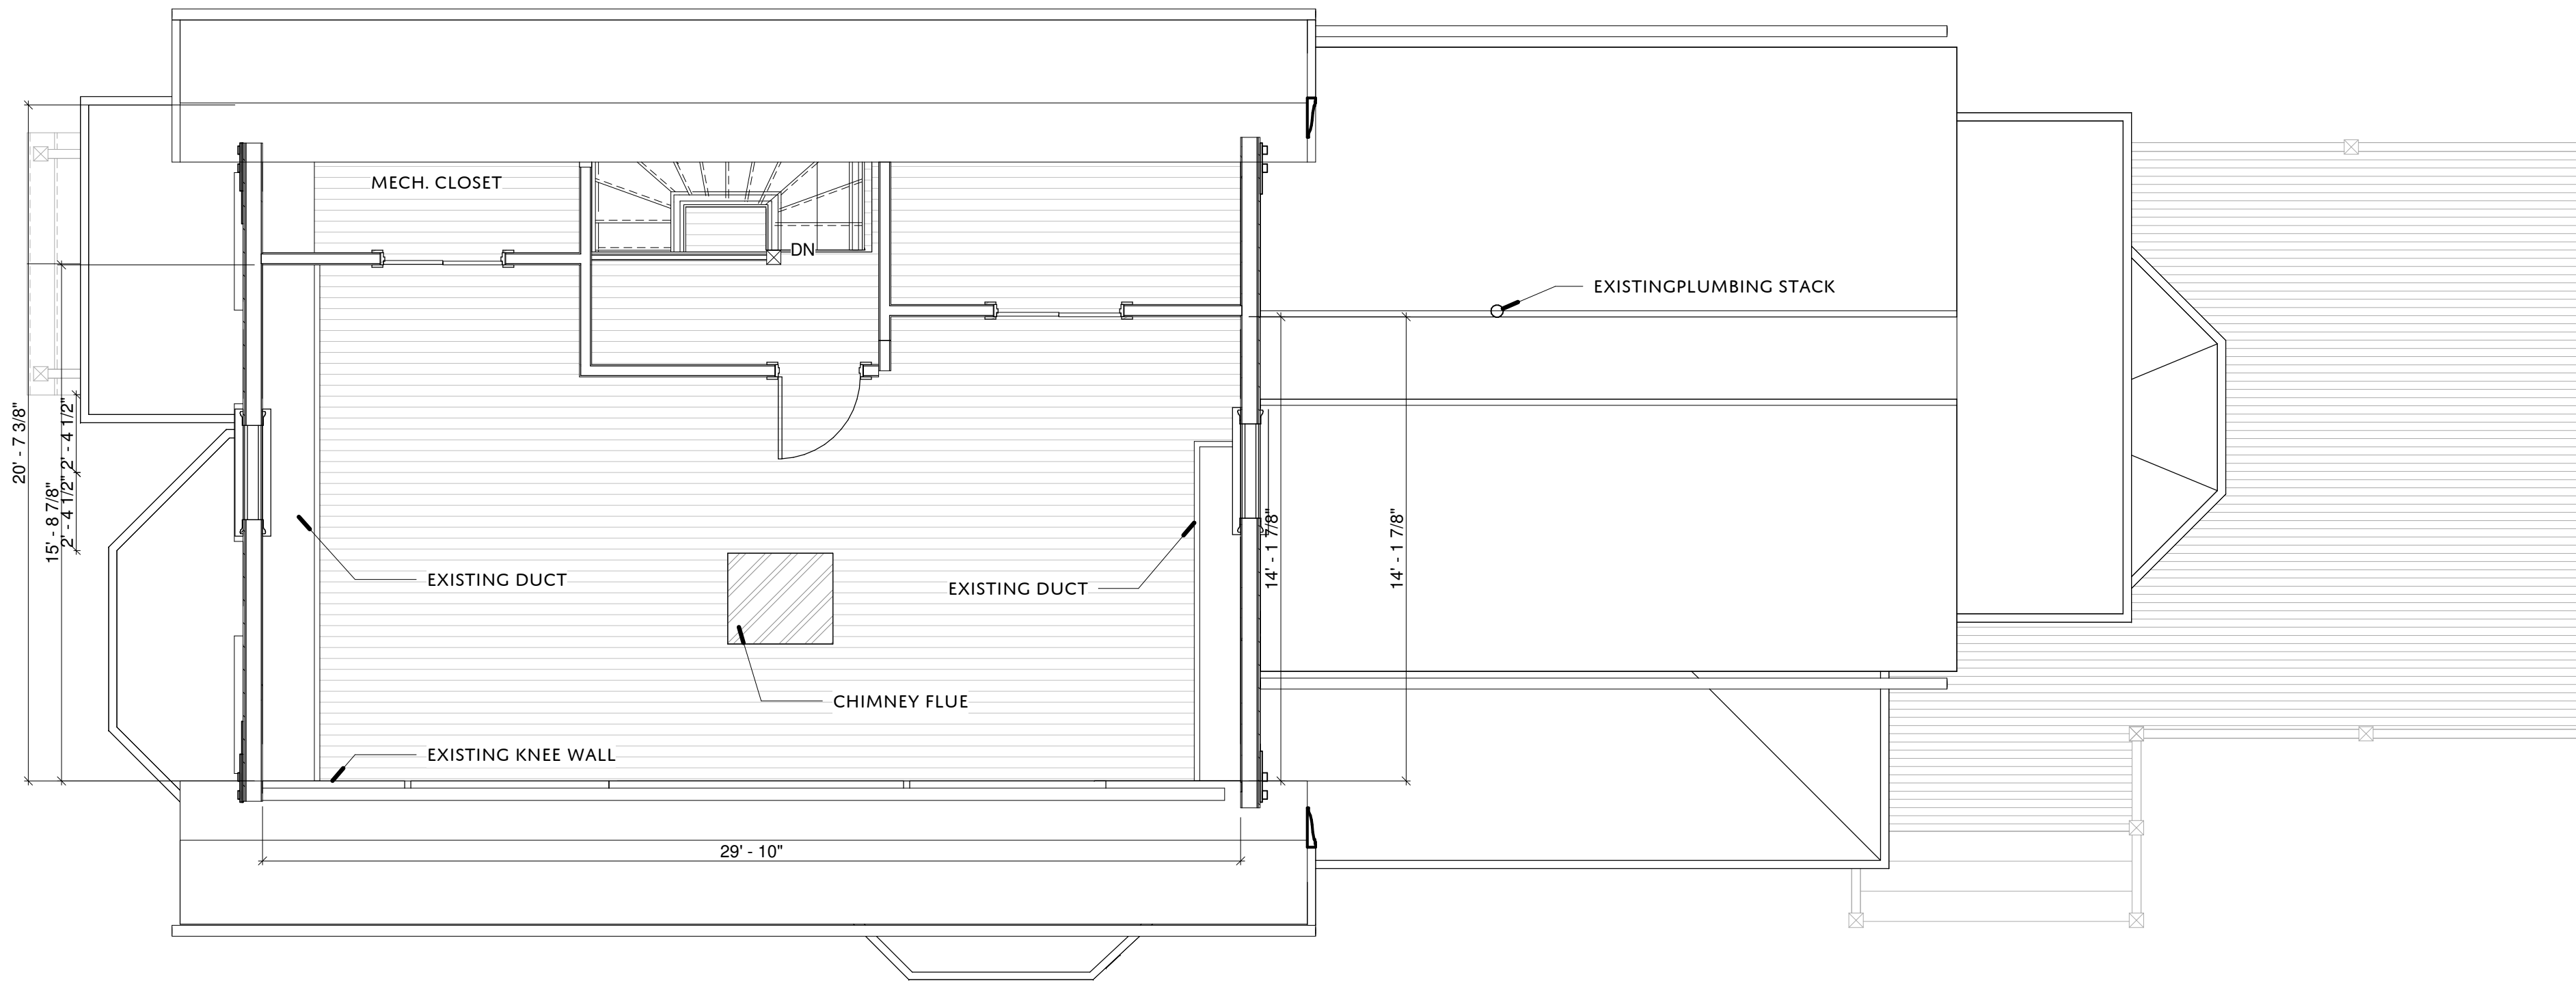 MECH. CLOSET
DN
EXISTINGPLUMBING STACK
20' - 7 3/8"
15' - 8 7/8"
2' - 4 1/2"
2' - 4 1/2"
14' - 1 7/8"
14' - 1 7/8"
EXISTING DUCT
EXISTING DUCT
CHIMNEY FLUE
EXISTING KNEE WALL
29' - 10"